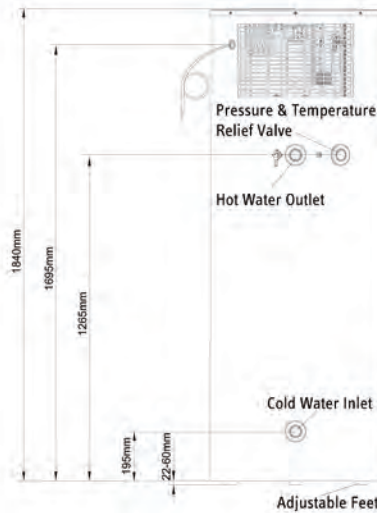 Pressure & Temperature
Relief Valve
Hot Water Outlet
1840mm
1695mm
1265mm
Cold Water Inlet
195mm
22-60mm
Adjustable Feet